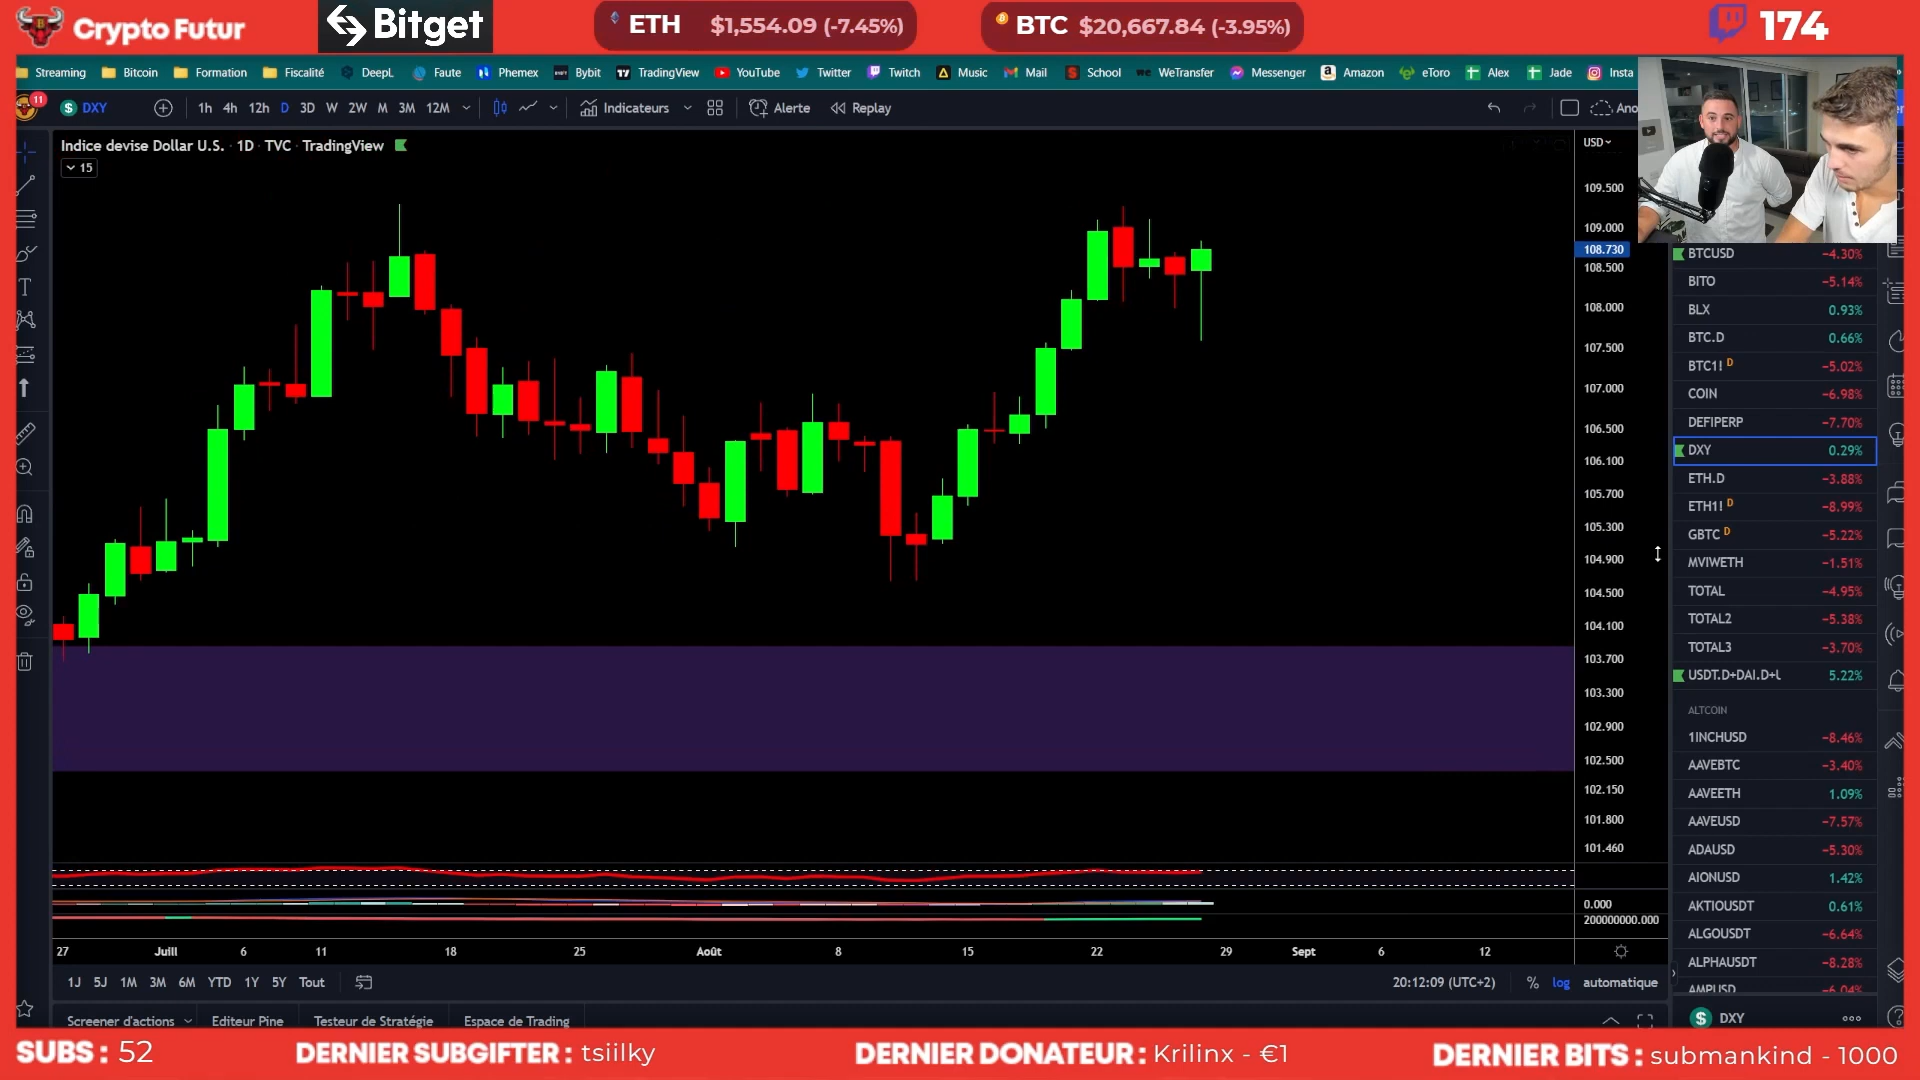 Crypto Futur
Bitget
ETH $1,554.09 (-7.45%)
BTC $20,667.84 (-3.95%)
174
Streaming Bitcoin Formation Fiscalité DeepL Faute Phemex Bybit TradingView YouTube Twitter Twitch Music Mail School WeTransfer Messenger Amazon eToro Alex Jade Insta
11 DXY 1h 4h 12h D 3D W 2W M 3M 12M Indicateurs Alerte Replay Ano
Indice devise Dollar U.S. · 1D · TVC · TradingView
15
USD
109.500
109.000
108.730
108.500
108.000
107.500
107.000
106.500
106.100
105.700
105.300
104.900
104.500
104.100
103.700
103.300
102.900
102.500
102.150
101.800
101.460
0.000
200000000.000
BTCUSD −4.30%
BITO −5.14%
BLX 0.93%
BTC.D 0.66%
BTC1! D −5.02%
COIN −6.98%
DEFIPERP −7.70%
DXY 0.29%
ETH.D −3.88%
ETH1! D −8.99%
GBTC D −5.22%
MVIWETH −1.51%
TOTAL −4.95%
TOTAL2 −5.38%
TOTAL3 −3.70%
USDT.D+DAI.D+L 5.22%
ALTCOIN
1INCHUSD −8.46%
AAVEBTC −3.40%
AAVEETH 1.09%
AAVEUSD −7.57%
ADAUSD −5.30%
AIONUSD 1.42%
AKTIOUSDT 0.61%
ALGOUSDT −6.64%
ALPHAUSDT −8.28%
AMPUSD −6.04%
27 Juill 6 11 18 25 Août 8 15 22 29 Sept 6 12
1J 5J 1M 3M 6M YTD 1Y 5Y Tout 20:12:09 (UTC+2) % log automatique
Screener d'actions Editeur Pine Testeur de Stratégie Espace de Trading
DXY
SUBS : 52 DERNIER SUBGIFTER : tsiilky DERNIER DONATEUR : Krilinx - €1 DERNIER BITS : submankind - 1000